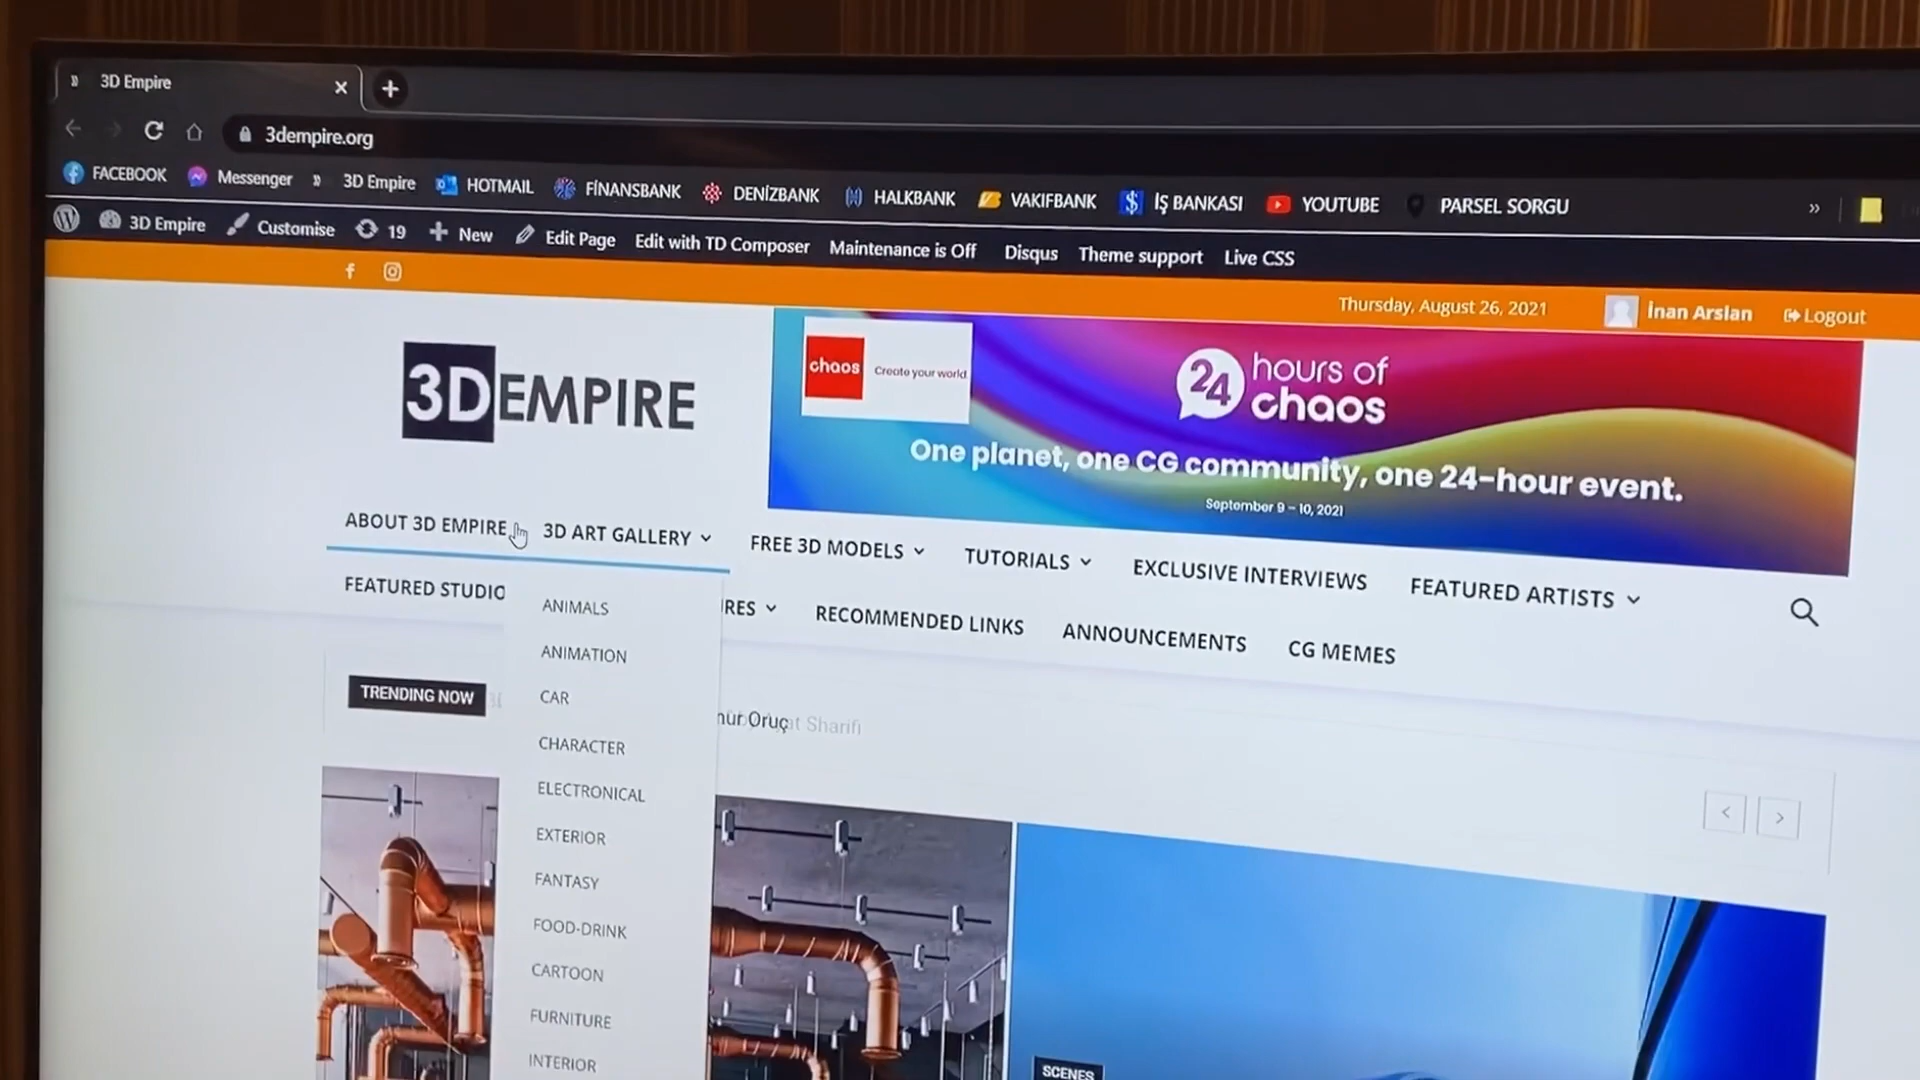 3D Empire
3dempire.org
FACEBOOK Messenger 3D Empire HOTMAIL FİNANSBANK DENİZBANK HALKBANK VAKIFBANK İŞ BANKASI YOUTUBE PARSEL SORGU
3D Empire Customise 19 New Edit Page Edit with TD Composer Maintenance is Off Disqus Theme support Live CSS
Thursday, August 26, 2021 İnan Arslan Logout
3DEMPIRE
chaos Create your world.
24 hours of chaos
One planet, one CG community, one 24-hour event.
September 9 – 10, 2021
ABOUT 3D EMPIRE 3D ART GALLERY FREE 3D MODELS TUTORIALS EXCLUSIVE INTERVIEWS FEATURED ARTISTS
FEATURED STUDIO RES RECOMMENDED LINKS ANNOUNCEMENTS CG MEMES
ANIMALS
ANIMATION
CAR
CHARACTER
ELECTRONICAL
EXTERIOR
FANTASY
FOOD-DRINK
CARTOON
FURNITURE
INTERIOR
TRENDING NOW
Oruç Sharifi
SCENES